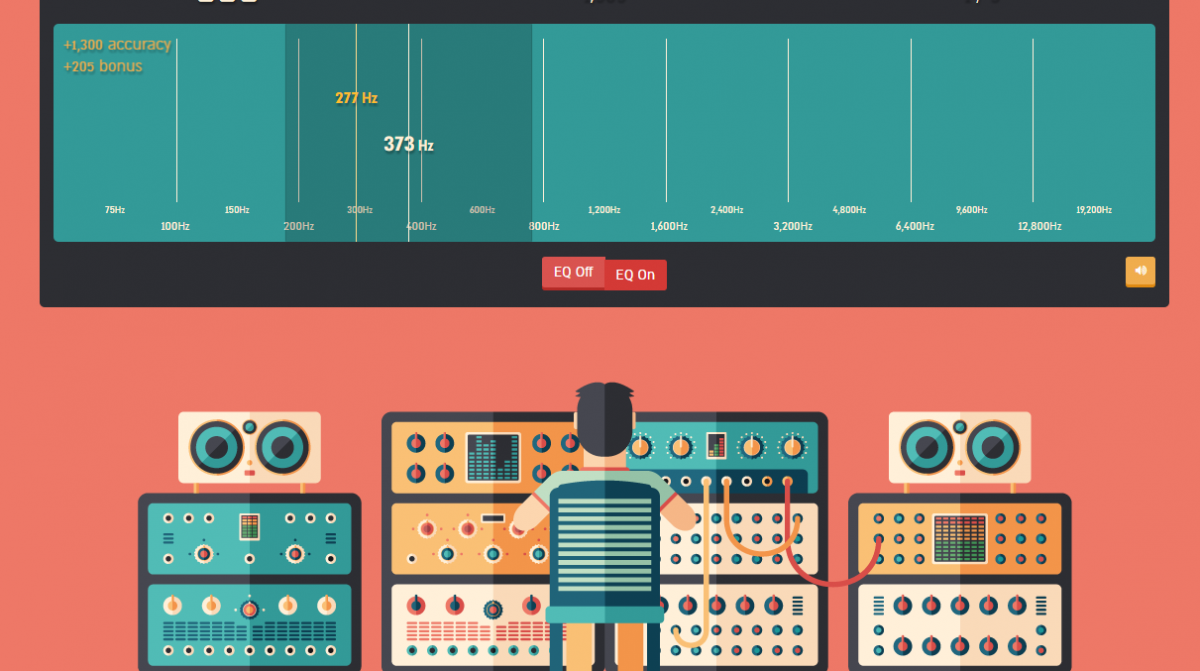 +1,300 accuracy
+205 bonus
277 Hz
373 Hz
75Hz 150Hz 300Hz 600Hz 1,200Hz 2,400Hz 4,800Hz 9,600Hz 19,200Hz
100Hz 200Hz 400Hz 800Hz 1,600Hz 3,200Hz 6,400Hz 12,800Hz
EQ Off EQ On